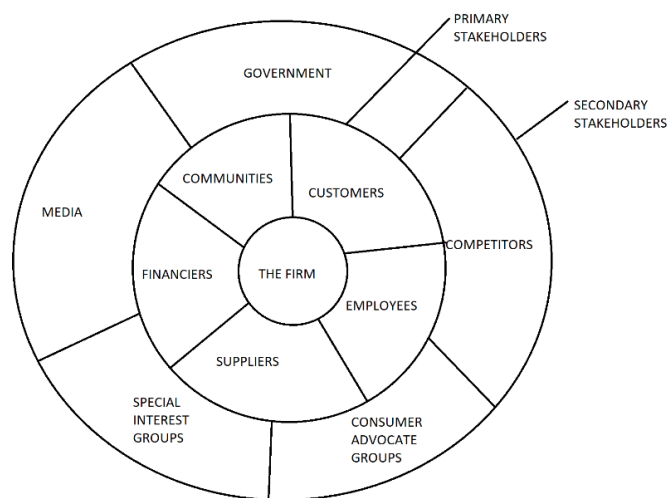 PRIMARY
STAKEHOLDERS
GOVERNMENT
SECONDARY
STAKEHOLDERS
COMMUNITIES
CUSTOMERS
MEDIA
COMPETITORS
FINANCIERS
THE FIRM
EMPLOYEES
SUPPLIERS
SPECIAL
INTEREST
GROUPS
CONSUMER
ADVOCATE
GROUPS